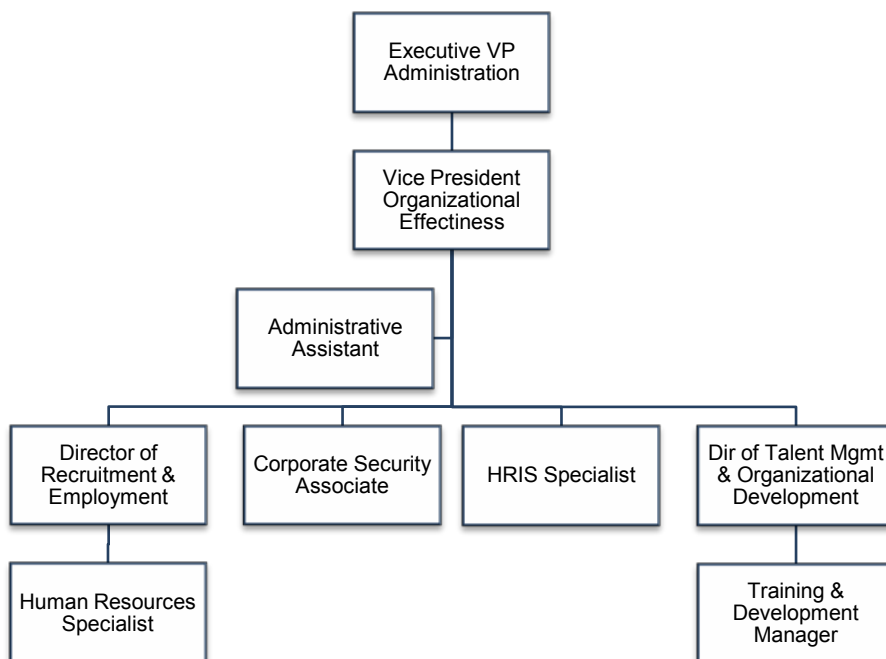 Executive VP
Administration
Vice President
Organizational
Effectiness
Administrative
Assistant
Director of
Recruitment &
Employment
Corporate Security
Associate
HRIS Specialist
Dir of Talent Mgmt
& Organizational
Development
Human Resources
Specialist
Training &
Development
Manager